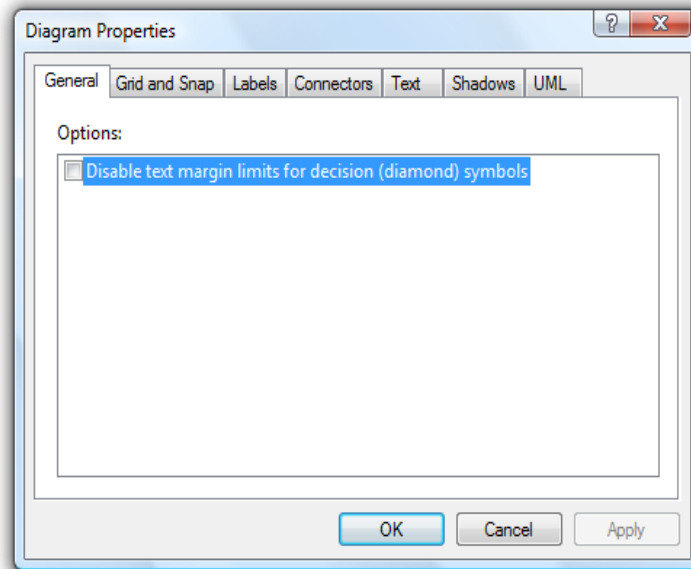 Diagram Properties
?
X
General Grid and Snap Labels Connectors Text Shadows UML
Options:
Disable text margin limits for decision (diamond) symbols
OK Cancel Apply